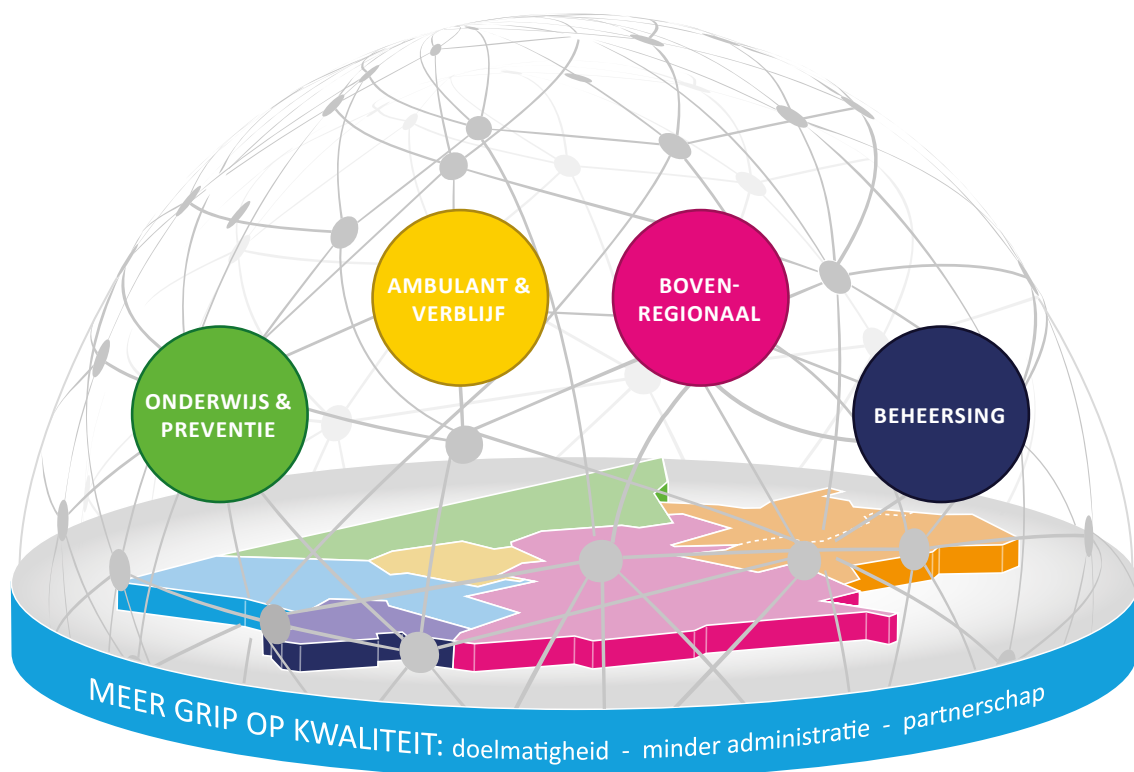 AMBULANT &
VERBLIJF
BOVEN-
REGIONAAL
ONDERWIJS &
PREVENTIE
BEHEERSING
MEER GRIP OP KWALITEIT: doelmatigheid - minder administratie - partnerschap